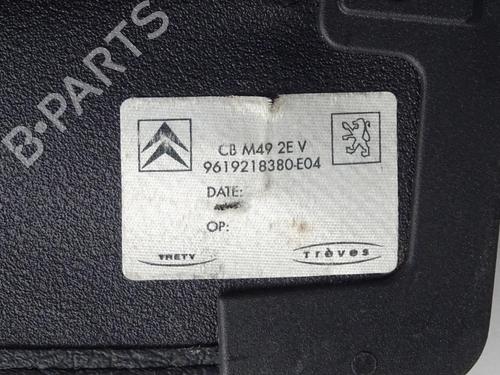 B-PARTS
CB M49 2E V
9619218380-E04
DATE:
OP:
TRETY
Trèves